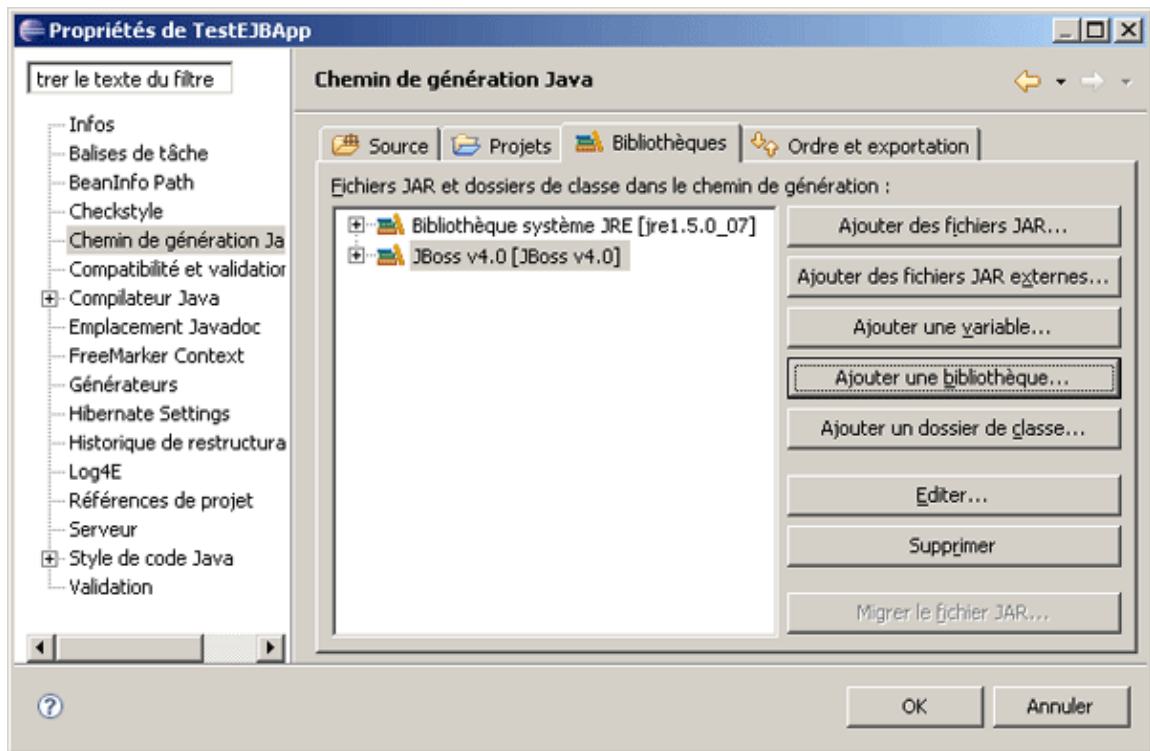 Propriétés de TestEJBApp
trer le texte du filtre
Infos
Balises de tâche
BeanInfo Path
Checkstyle
Chemin de génération Ja
Compatibilité et validation
Compilateur Java
Emplacement Javadoc
FreeMarker Context
Générateurs
Hibernate Settings
Historique de restructura
Log4E
Références de projet
Serveur
Style de code Java
Validation
Chemin de génération Java
Source
Projets
Bibliothèques
Ordre et exportation
Fichiers JAR et dossiers de classe dans le chemin de génération :
Bibliothèque système JRE [jre1.5.0_07]
JBoss v4.0 [JBoss v4.0]
Ajouter des fichiers JAR...
Ajouter des fichiers JAR externes...
Ajouter une variable...
Ajouter une bibliothèque...
Ajouter un dossier de classe...
Editer...
Supprimer
Migrer le fichier JAR...
OK
Annuler